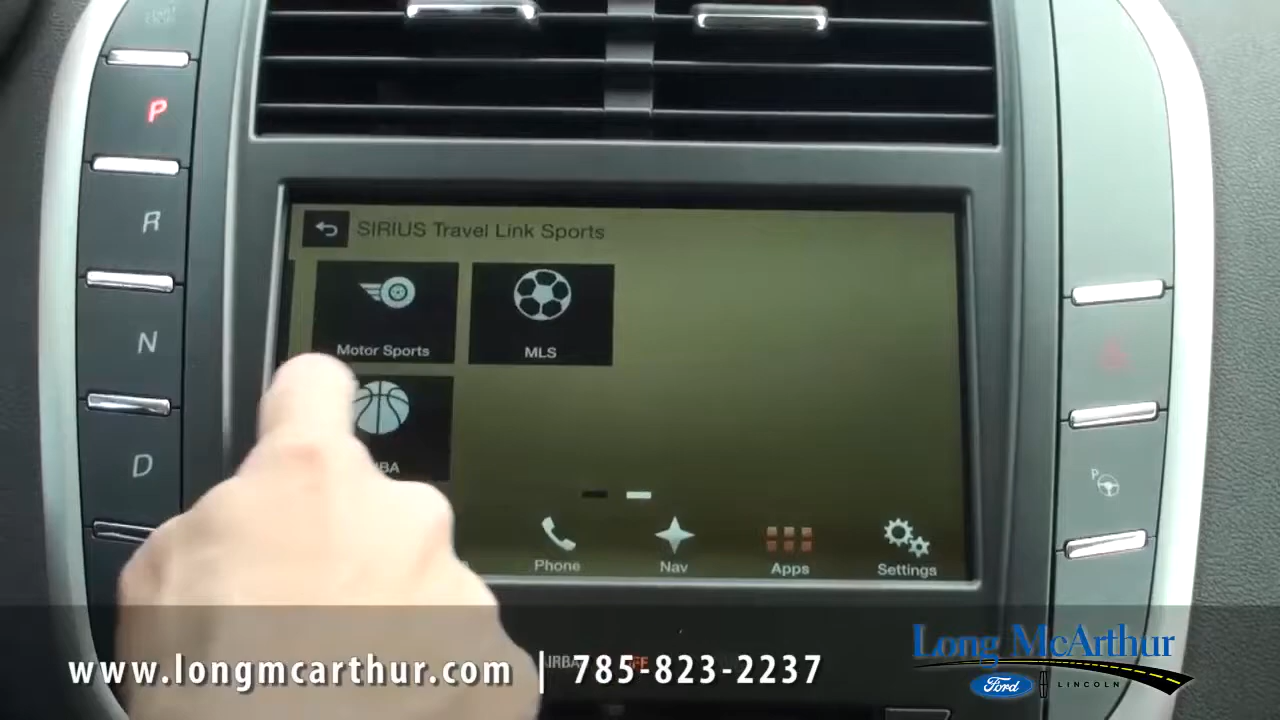 P
R
N
D
SIRIUS Travel Link Sports
Motor Sports
MLS
BA
Phone
Nav
Apps
Settings
P
www.longmcarthur.com | 785-823-2237
Long McArthur
Ford
LINCOLN